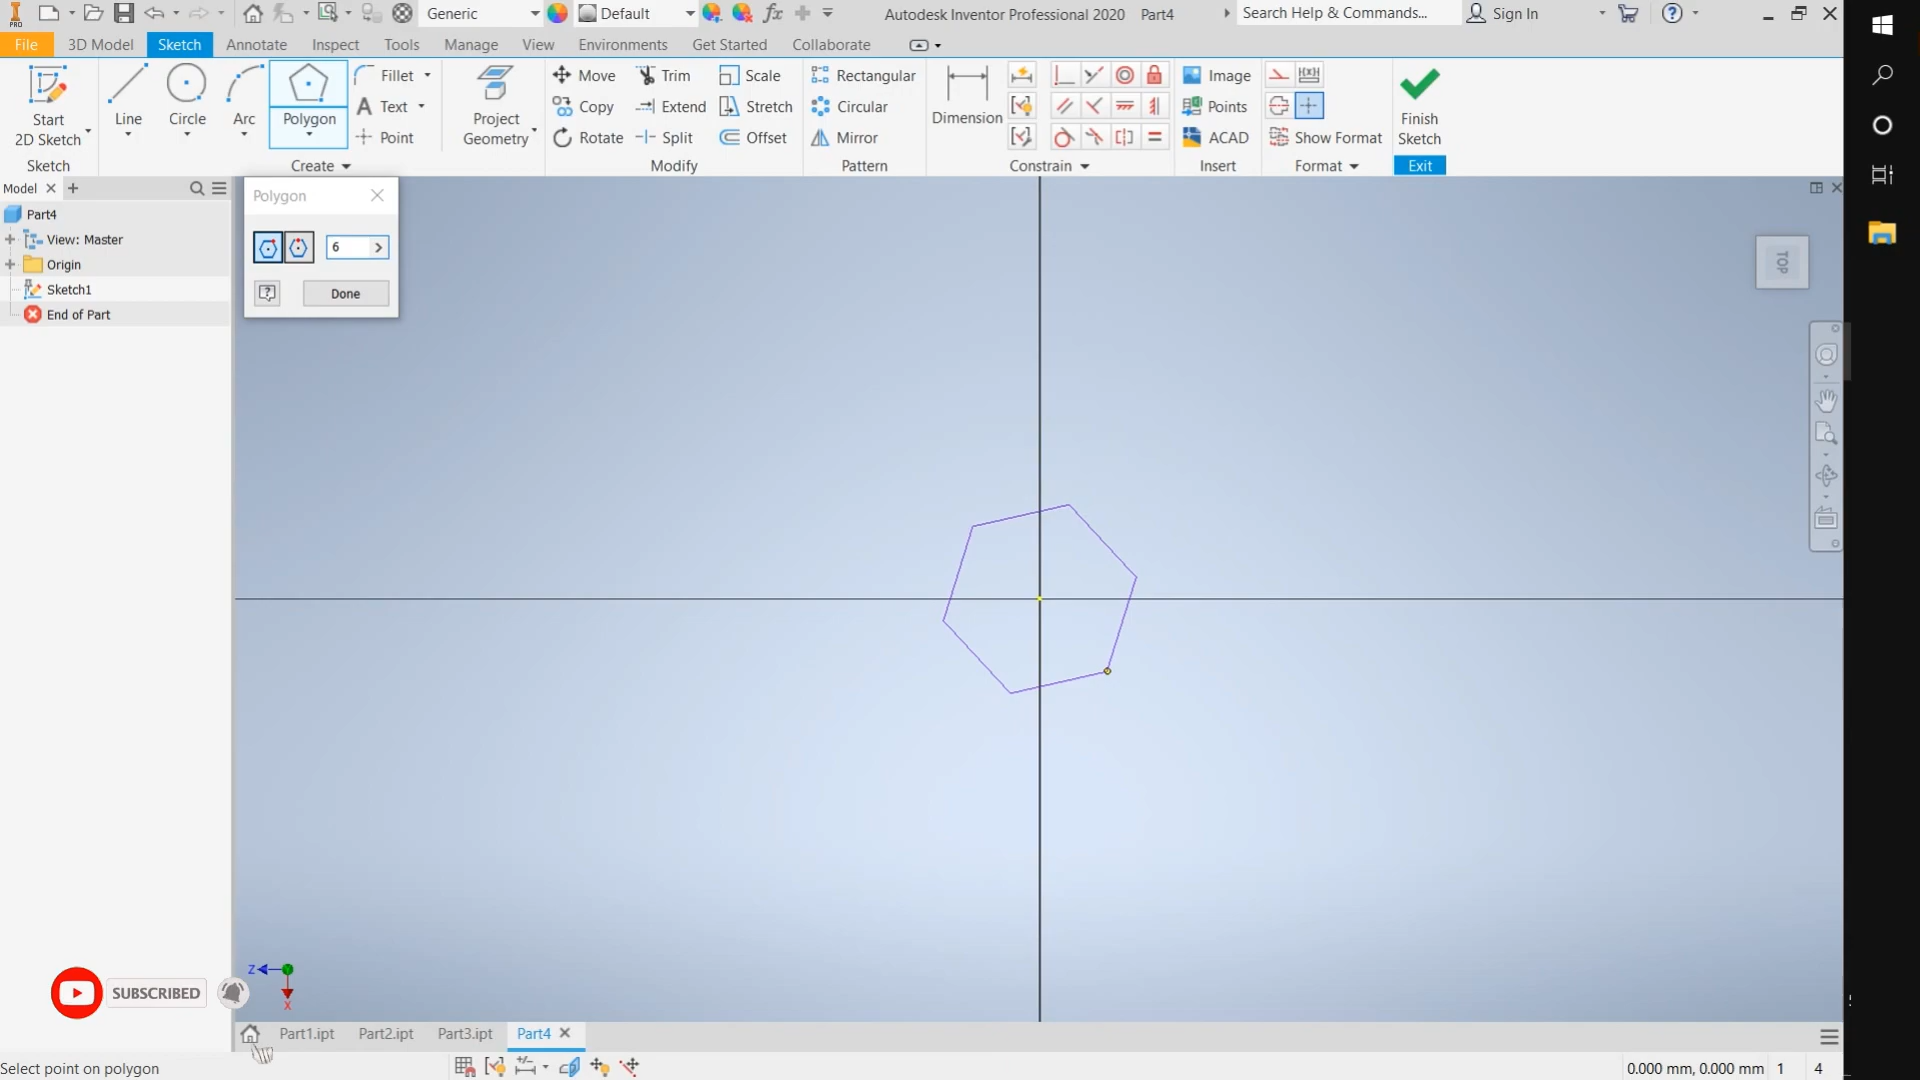 PRO Generic Default fx Autodesk Inventor Professional 2020 Part4 Search Help & Commands... Sign In
File 3D Model Sketch Annotate Inspect Tools Manage View Environments Get Started Collaborate
Start 2D Sketch
Line Circle Arc Polygon
Fillet
Text
Point
Project Geometry
Move Trim Scale
Copy Extend Stretch
Rotate Split Offset
Rectangular
Circular
Mirror
Dimension
Image
Points
ACAD
Show Format
Finish Sketch
Sketch Create Modify Pattern Constrain Insert Format Exit
Model
Part4
View: Master
Origin
Sketch1
End of Part
Polygon
6
Done
TOP
Z
X
SUBSCRIBED
Part1.ipt Part2.ipt Part3.ipt Part4
Select point on polygon
0.000 mm, 0.000 mm 1 4